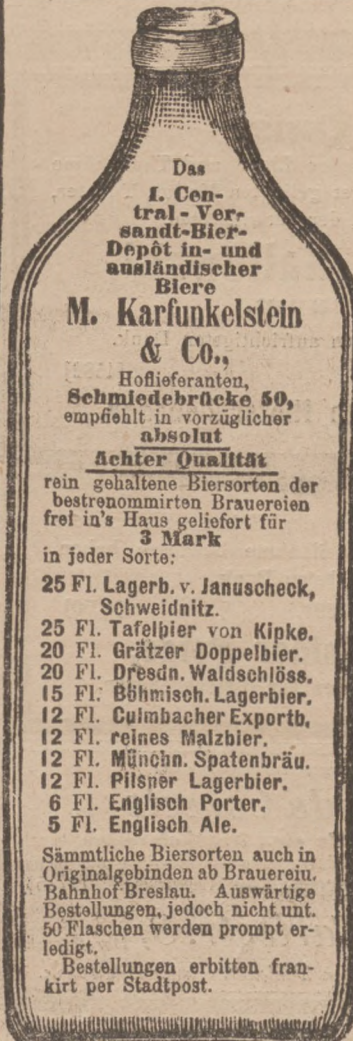 Das
I. Cen-
tral-Ver-
sandt-Bier-
Depôt in- und
ausländischer
Biere
M. Karfunkelstein
& Co.,
Hoflieferanten,
Schmiedebrücke 50,
empfiehlt in vorzüglicher
absolut
ächter Qualität
rein gehaltene Biersorten der
bestrenommirten Brauereien
frei in's Haus geliefert für
3 Mark
in jeder Sorte:
25 Fl. Lagerb. v. Januscheck,
Schweidnitz.
25 Fl. Tafelbier von Kipke.
20 Fl. Grätzer Doppelbier.
20 Fl. Dresdn. Waldschlöss.
15 Fl. Böhmisch. Lagerbier.
12 Fl. Culmbacher Exportb.
12 Fl. reines Malzbier.
12 Fl. Münchn. Spatenbräu.
12 Fl. Pilsner Lagerbier.
6 Fl. Englisch Porter.
5 Fl. Englisch Ale.
Sämmtliche Biersorten auch in
Originalgebinden ab Brauereiu.
Bahnhof Breslau. Auswärtige
Bestellungen, jedoch nicht unt.
50 Flaschen werden prompt er-
ledigt.
Bestellungen erbitten fran-
kirt per Stadtpost.